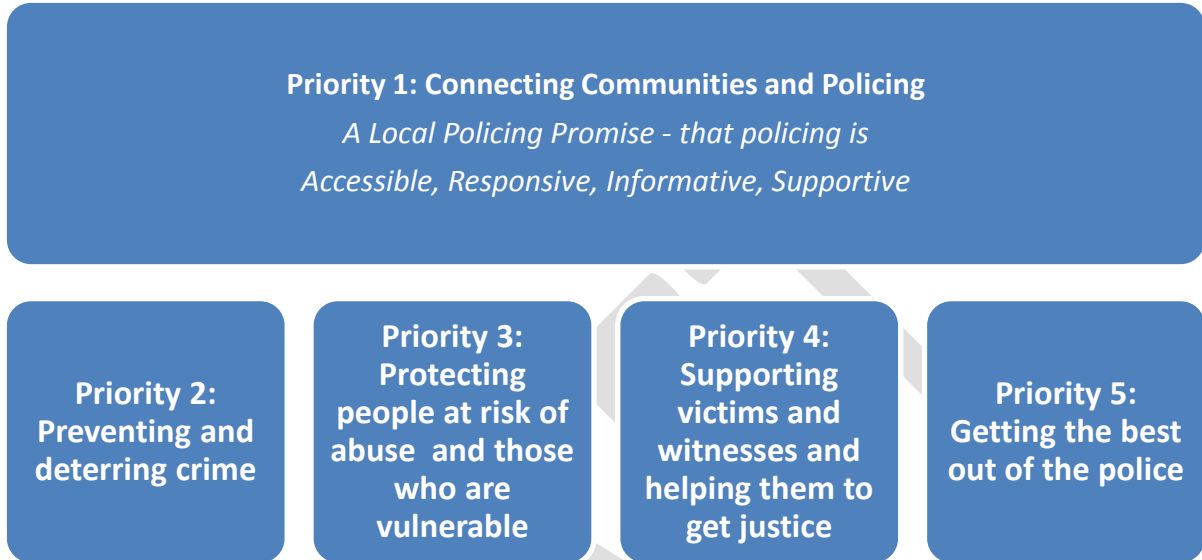 Priority 1: Connecting Communities and Policing
A Local Policing Promise - that policing is
Accessible, Responsive, Informative, Supportive
Priority 2:
Preventing and
deterring crime
Priority 3:
Protecting
people at risk of
abuse  and those
who are
vulnerable
Priority 4:
Supporting
victims and
witnesses and
helping them to
get justice
Priority 5:
Getting the best
out of the police